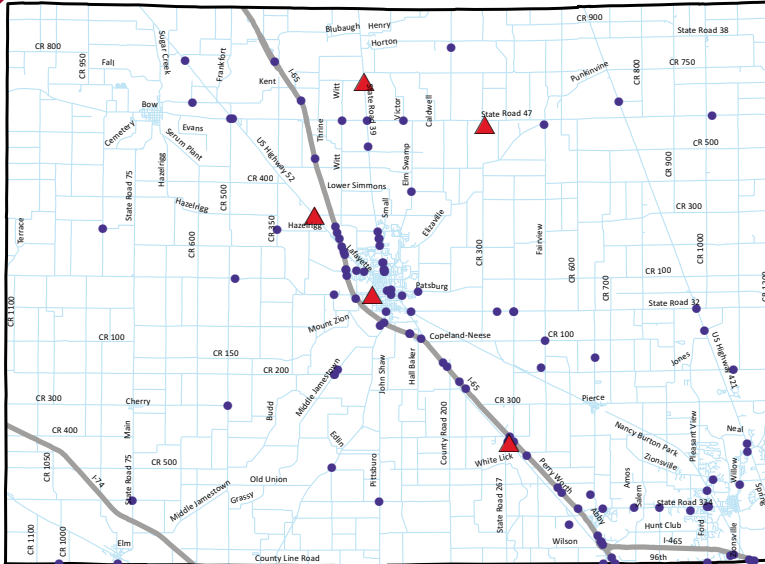 CR 900
Blubaugh
Henry
State Road 38
Horton
CR 800
Sugar Creek
Frankfort
CR 950
Fall
Kent
I-65
CR 750
CR 800
Punkinvine
Bow
Witt
State Road 39
Victor
Caldwell
State Road 47
Cemetery
Evans
Serum Plant
Thrine
US Highway 52
CR 500
Hazelrigg
Witt
Elm Swamp
CR 900
State Road 75
CR 400
Lower Simmons
CR 500
Hazelrigg
Small
CR 300
Terrace
CR 350
Hazelrigg
Elizaville
CR 600
Fairview
CR 300
CR 1000
Lafayette
CR 600
CR 100
CR 700
Patsburg
State Road 32
CR 1100
Mount Zion
CR 100
Copeland-Neese
CR 100
CR 150
US Highway 421
Jones
CR 200
Middle Jamestown
John Shaw
Hall Baker
I-65
CR 300
Cherry
Budd
CR 300
Pierce
County Road 200
CR 400
Main
Edlin
Pleasant View
Nancy Burton Park
Neal
Zionsville
CR 1050
CR 500
White Lick
Perry Worth
Willow
I-74
State Road 75
Old Union
Pittsburo
Amos
Salem
Middle Jamestown
Grassy
State Road 267
State Road 334
Abby
Hunt Club
Ford
CR 1100
CR 1000
Elm
Wilson
I-465
County Line Road
96th